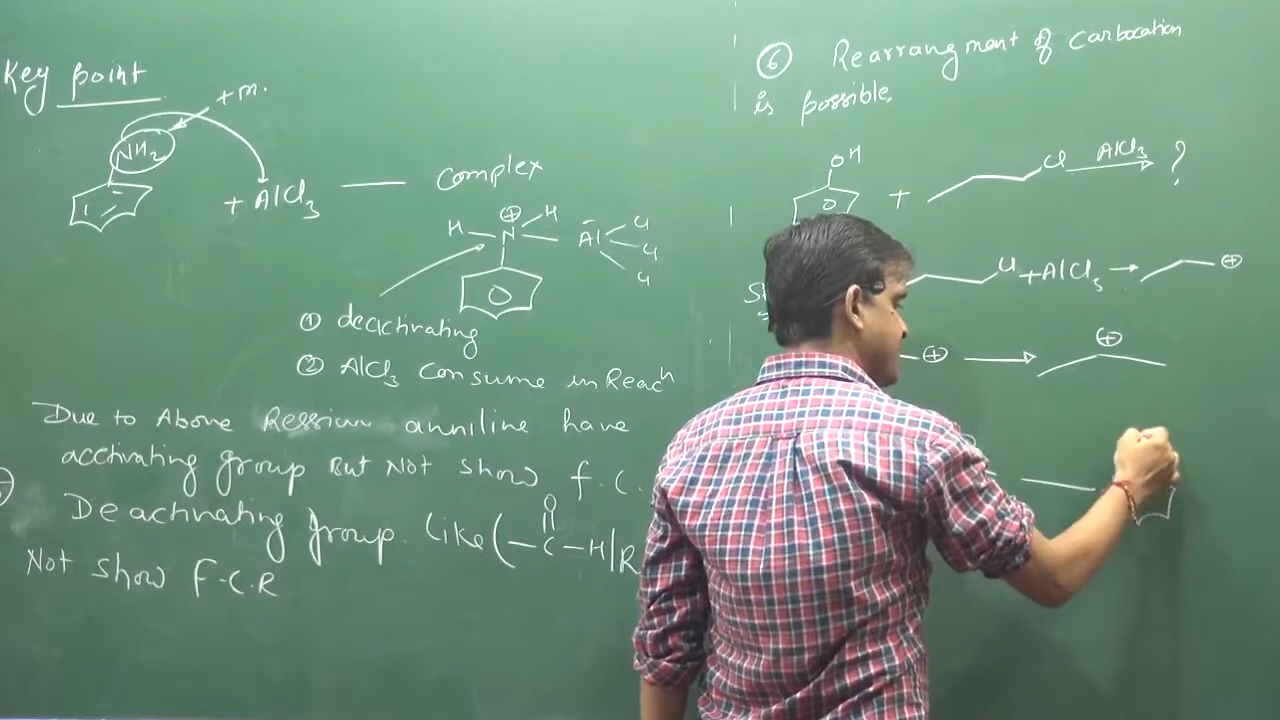 Key point
+m.
NH2
+ AlCl3 — complex
H N ⊕ H Al - Cl Cl Cl
① deactivating
② AlCl3 consume in Reacn
Due to Above Ression anniline have
acctivating group But Not show f.C.
Deactivating group. Like (-C-H/R
O
Not show F.C.R
⑥ Rearrangment of carbocation
is possible,
OH
+ Cl AlCl3 ?
Cl + AlCl3 → ⊕
⊕ → ⊕